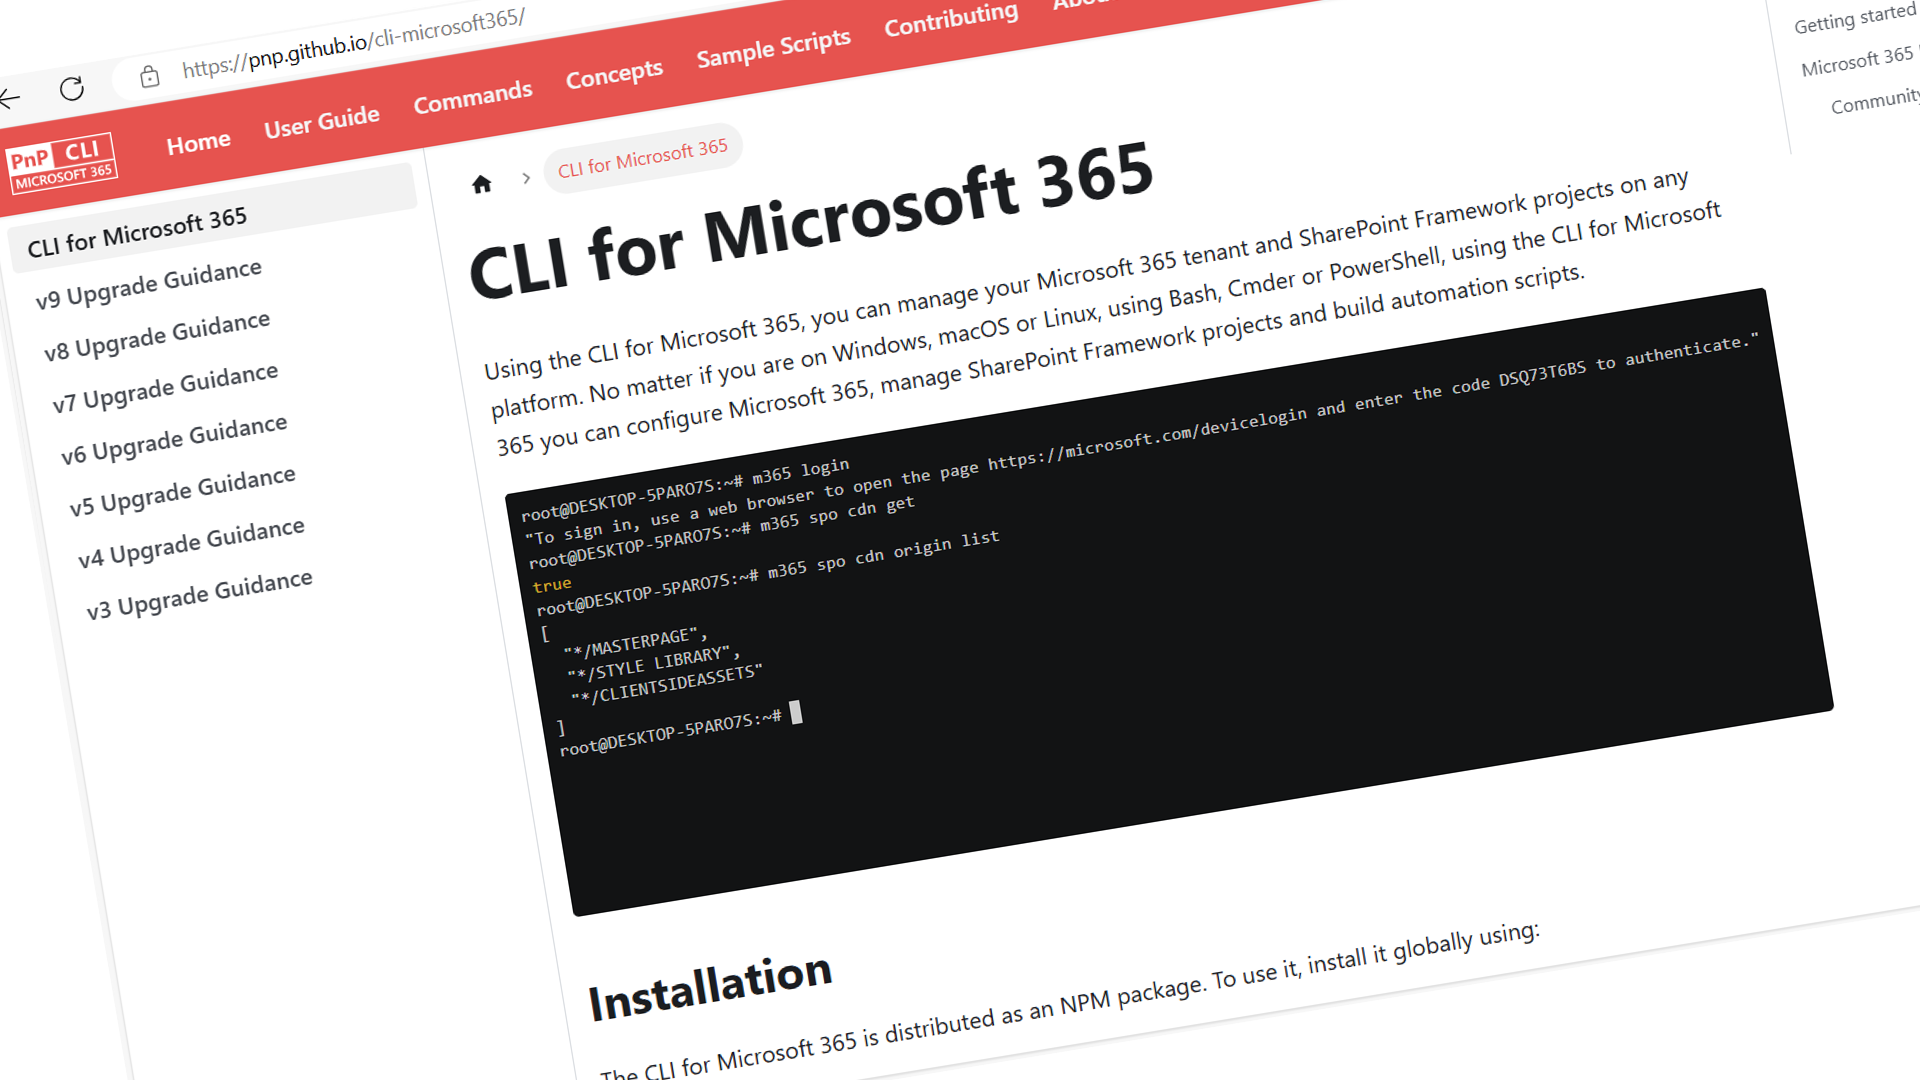 https://pnp.github.io/cli-microsoft365/
PnP CLI
MICROSOFT 365
Home
User Guide
Commands
Concepts
Sample Scripts
Contributing
CLI for Microsoft 365
v9 Upgrade Guidance
v8 Upgrade Guidance
v7 Upgrade Guidance
v6 Upgrade Guidance
v5 Upgrade Guidance
v4 Upgrade Guidance
v3 Upgrade Guidance
CLI for Microsoft 365
CLI for Microsoft 365
Using the CLI for Microsoft 365, you can manage your Microsoft 365 tenant and SharePoint Framework projects on any
platform. No matter if you are on Windows, macOS or Linux, using Bash, Cmder or PowerShell, using the CLI for Microsoft
365 you can configure Microsoft 365, manage SharePoint Framework projects and build automation scripts.
root@DESKTOP-5PARO7S:~# m365 login
"To sign in, use a web browser to open the page https://microsoft.com/devicelogin and enter the code DSQ73T6BS to authenticate."
root@DESKTOP-5PARO7S:~# m365 spo cdn get
true
root@DESKTOP-5PARO7S:~# m365 spo cdn origin list
[
"*/MASTERPAGE",
"*/STYLE LIBRARY",
"*/CLIENTSIDEASSETS"
]
root@DESKTOP-5PARO7S:~#
Installation
The CLI for Microsoft 365 is distributed as an NPM package. To use it, install it globally using:
Getting started
Microsoft 365
Community